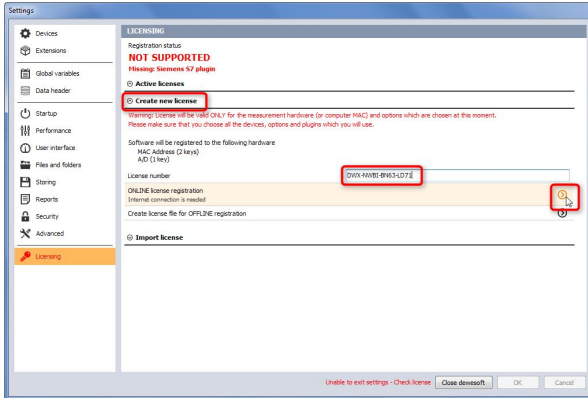 Settings
Devices
Extensions
Global variables
Data header
Startup
Performance
User interface
Files and folders
Storing
Reports
Security
Advanced
Licensing
LICENSING
Registration status
NOT SUPPORTED
Missing: Siemens S7 plugin
Active licenses
Create new license
Warning: License will be valid ONLY for the measurement hardware (or computer MAC) and options which are chosen at this moment.
Please make sure that you choose all the devices, options and plugins which you will use.
Software will be registered to the following hardware
MAC Address (2 keys)
A/D (1 key)
License number DWX-NWBI-BN63-LD71
ONLINE license registration
Internet connection is needed
Create license file for OFFLINE registration
Import license
Unable to exit settings - Check license Close dewesoft OK Cancel